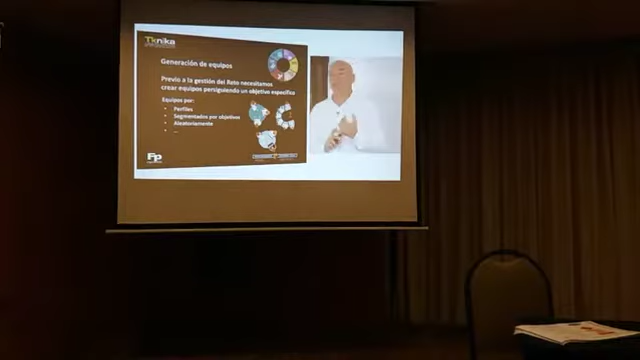 Tknika
Generación de equipos
Previo a la gestión del Reto necesitamos
crear equipos persiguiendo un objetivo específico
Equipos por:
• Perfiles
• Segmentados por objetivos
• Aleatoriamente
• ...
Fp